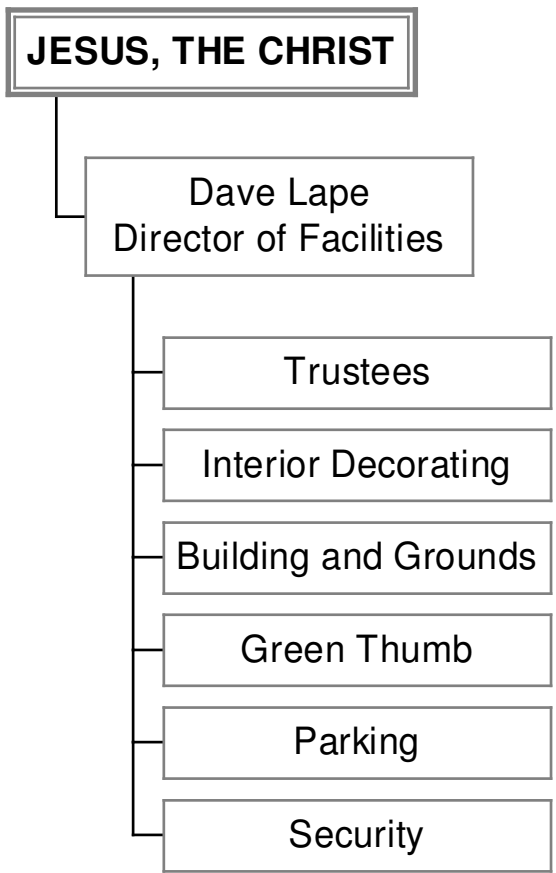 JESUS, THE CHRIST
Dave Lape
Director of Facilities
Trustees
Interior Decorating
Building and Grounds
Green Thumb
Parking
Security